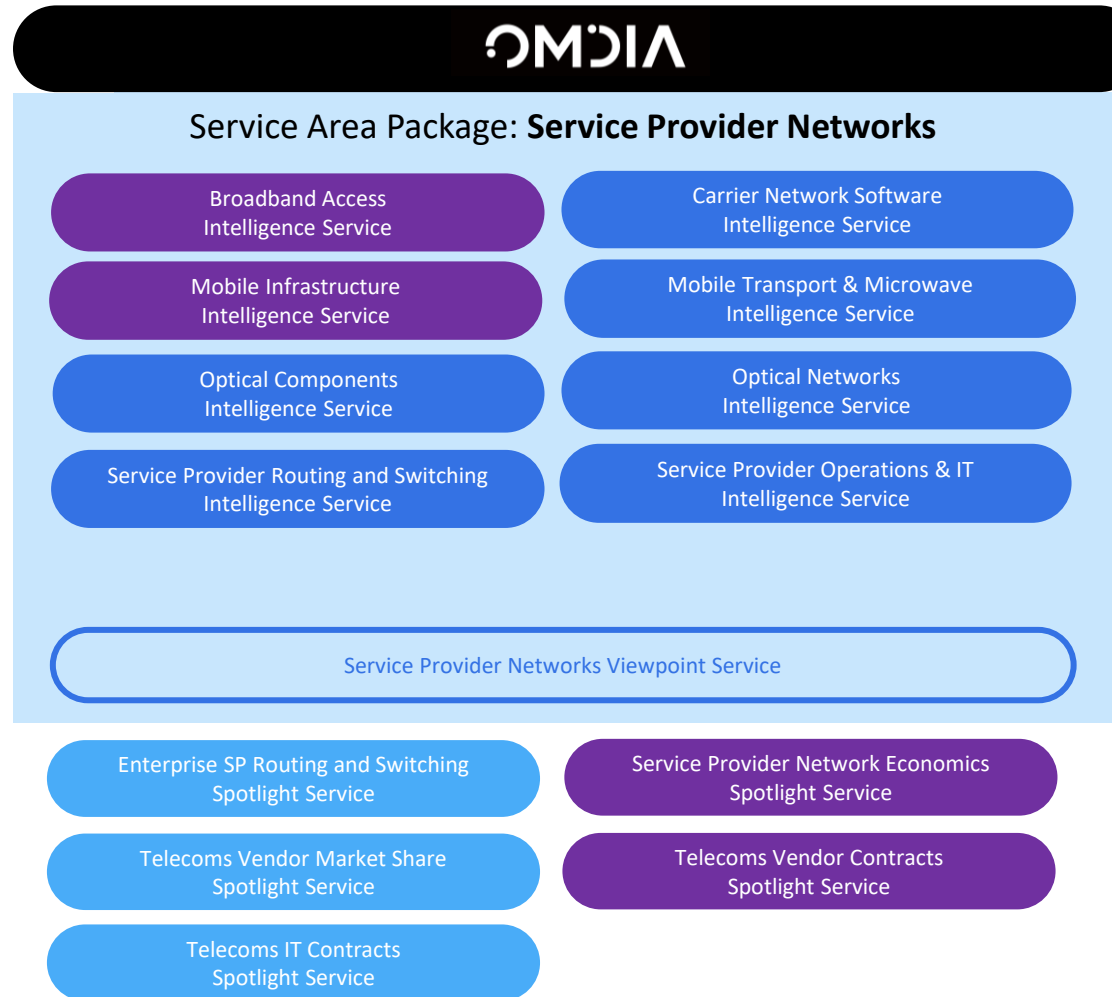 OMDIA
Service Area Package: Service Provider Networks
Broadband Access
Intelligence Service
Carrier Network Software
Intelligence Service
Mobile Infrastructure
Intelligence Service
Mobile Transport & Microwave
Intelligence Service
Optical Components
Intelligence Service
Optical Networks
Intelligence Service
Service Provider Routing and Switching
Intelligence Service
Service Provider Operations & IT
Intelligence Service
Service Provider Networks Viewpoint Service
Enterprise SP Routing and Switching
Spotlight Service
Service Provider Network Economics
Spotlight Service
Telecoms Vendor Market Share
Spotlight Service
Telecoms Vendor Contracts
Spotlight Service
Telecoms IT Contracts
Spotlight Service